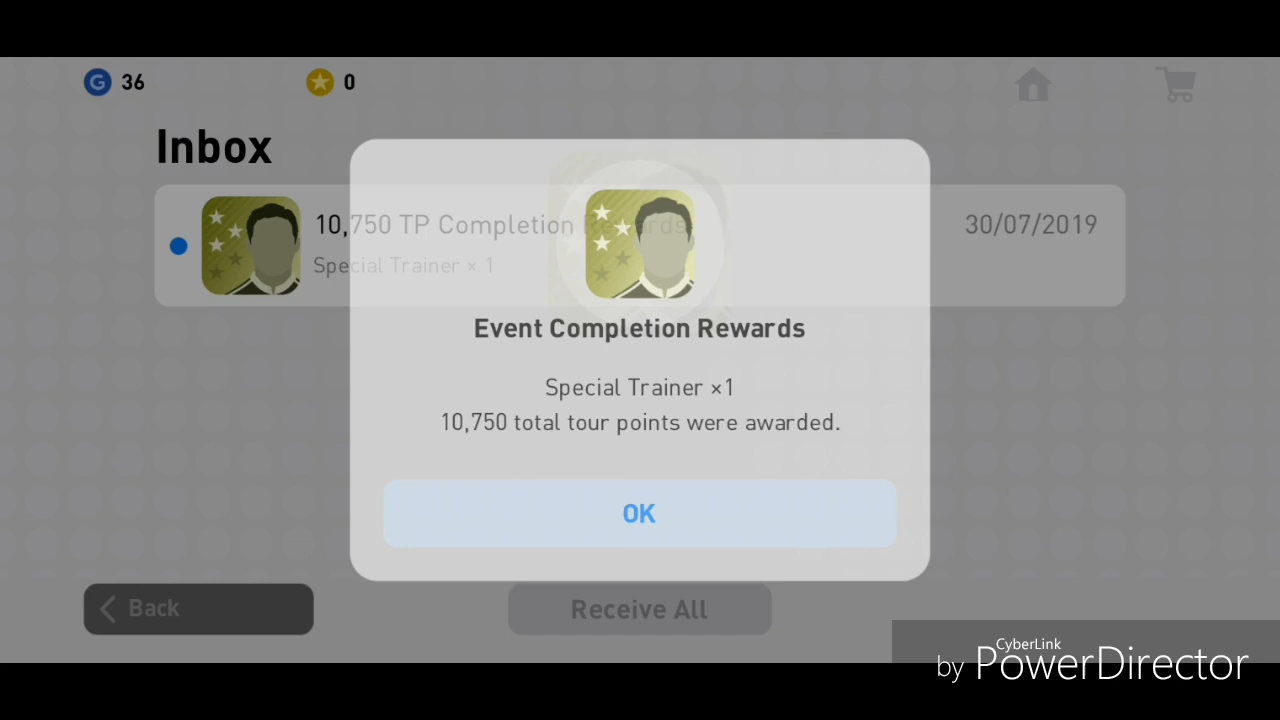 G 36
0
Inbox
10,750 TP Completion Rewards
30/07/2019
Special Trainer × 1
Event Completion Rewards
Special Trainer ×1
10,750 total tour points were awarded.
OK
Back
Receive All
CyberLink
by PowerDirector